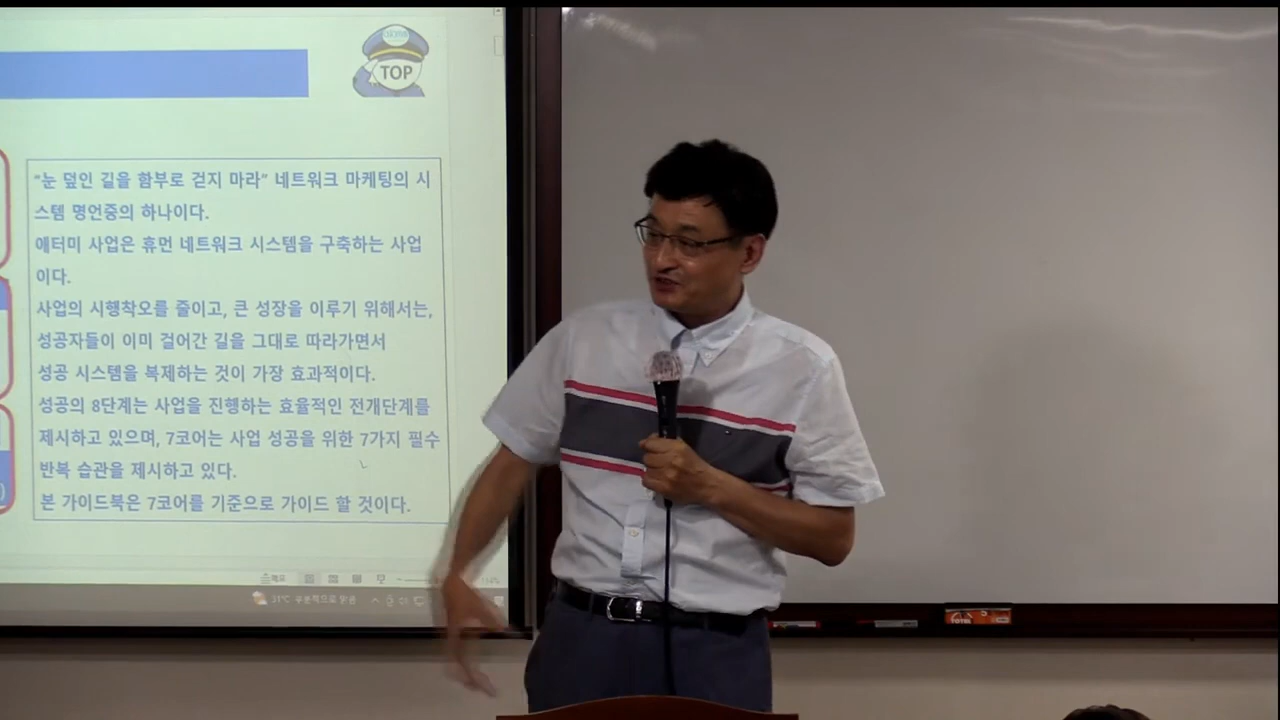 TOP
“눈 덮인 길을 함부로 걷지 마라” 네트워크 마케팅의 시
스템 명언중의 하나이다.
애터미 사업은 휴먼 네트워크 시스템을 구축하는 사업
이다.
사업의 시행착오를 줄이고, 큰 성장을 이루기 위해서는,
성공자들이 이미 걸어간 길을 그대로 따라가면서
성공 시스템을 복제하는 것이 가장 효과적이다.
성공의 8단계는 사업을 진행하는 효율적인 전개단계를
제시하고 있으며, 7코어는 사업 성공을 위한 7가지 필수
반복 습관을 제시하고 있다.
본 가이드북은 7코어를 기준으로 가이드 할 것이다.